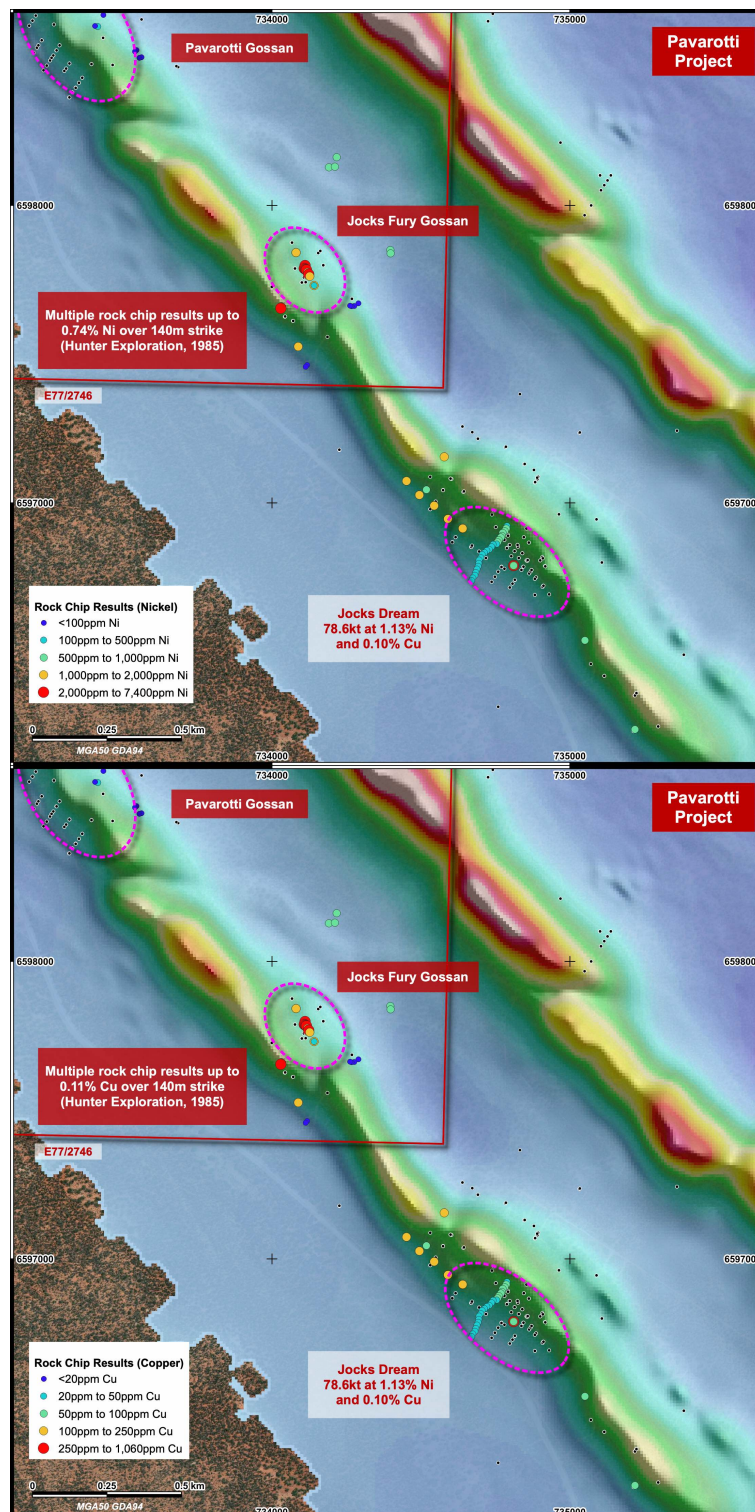 734000
735000
Pavarotti Gossan
Pavarotti
Project
6598000
6598000
Jocks Fury Gossan
Multiple rock chip results up to
0.74% Ni over 140m strike
(Hunter Exploration, 1985)
E77/2746
6597000
6597000
Rock Chip Results (Nickel)
<100ppm Ni
100ppm to 500ppm Ni
500ppm to 1,000ppm Ni
1,000ppm to 2,000ppm Ni
2,000ppm to 7,400ppm Ni
Jocks Dream
78.6kt at 1.13% Ni
and 0.10% Cu
0 0.25 0.5 km
MGA50 GDA94
734000
735000
Pavarotti Gossan
Pavarotti
Project
6598000
6598000
Jocks Fury Gossan
Multiple rock chip results up to
0.11% Cu over 140m strike
(Hunter Exploration, 1985)
E77/2746
6597000
6597000
Rock Chip Results (Copper)
<20ppm Cu
20ppm to 50ppm Cu
50ppm to 100ppm Cu
100ppm to 250ppm Cu
250ppm to 1,060ppm Cu
Jocks Dream
78.6kt at 1.13% Ni
and 0.10% Cu
0 0.25 0.5 km
MGA50 GDA94
734000
735000